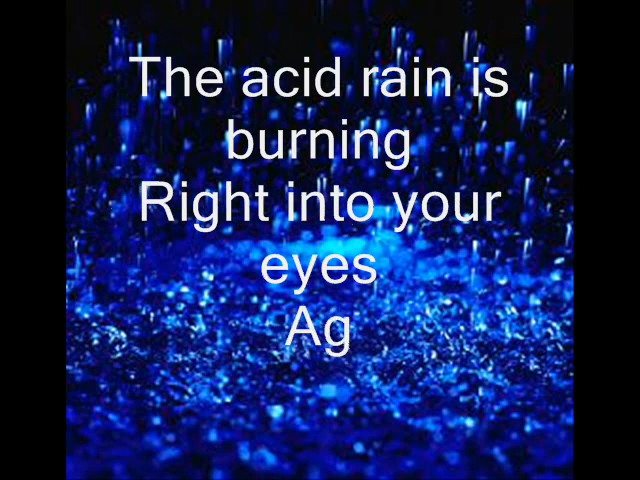 The acid rain is
burning
Right into your
eyes
Ag